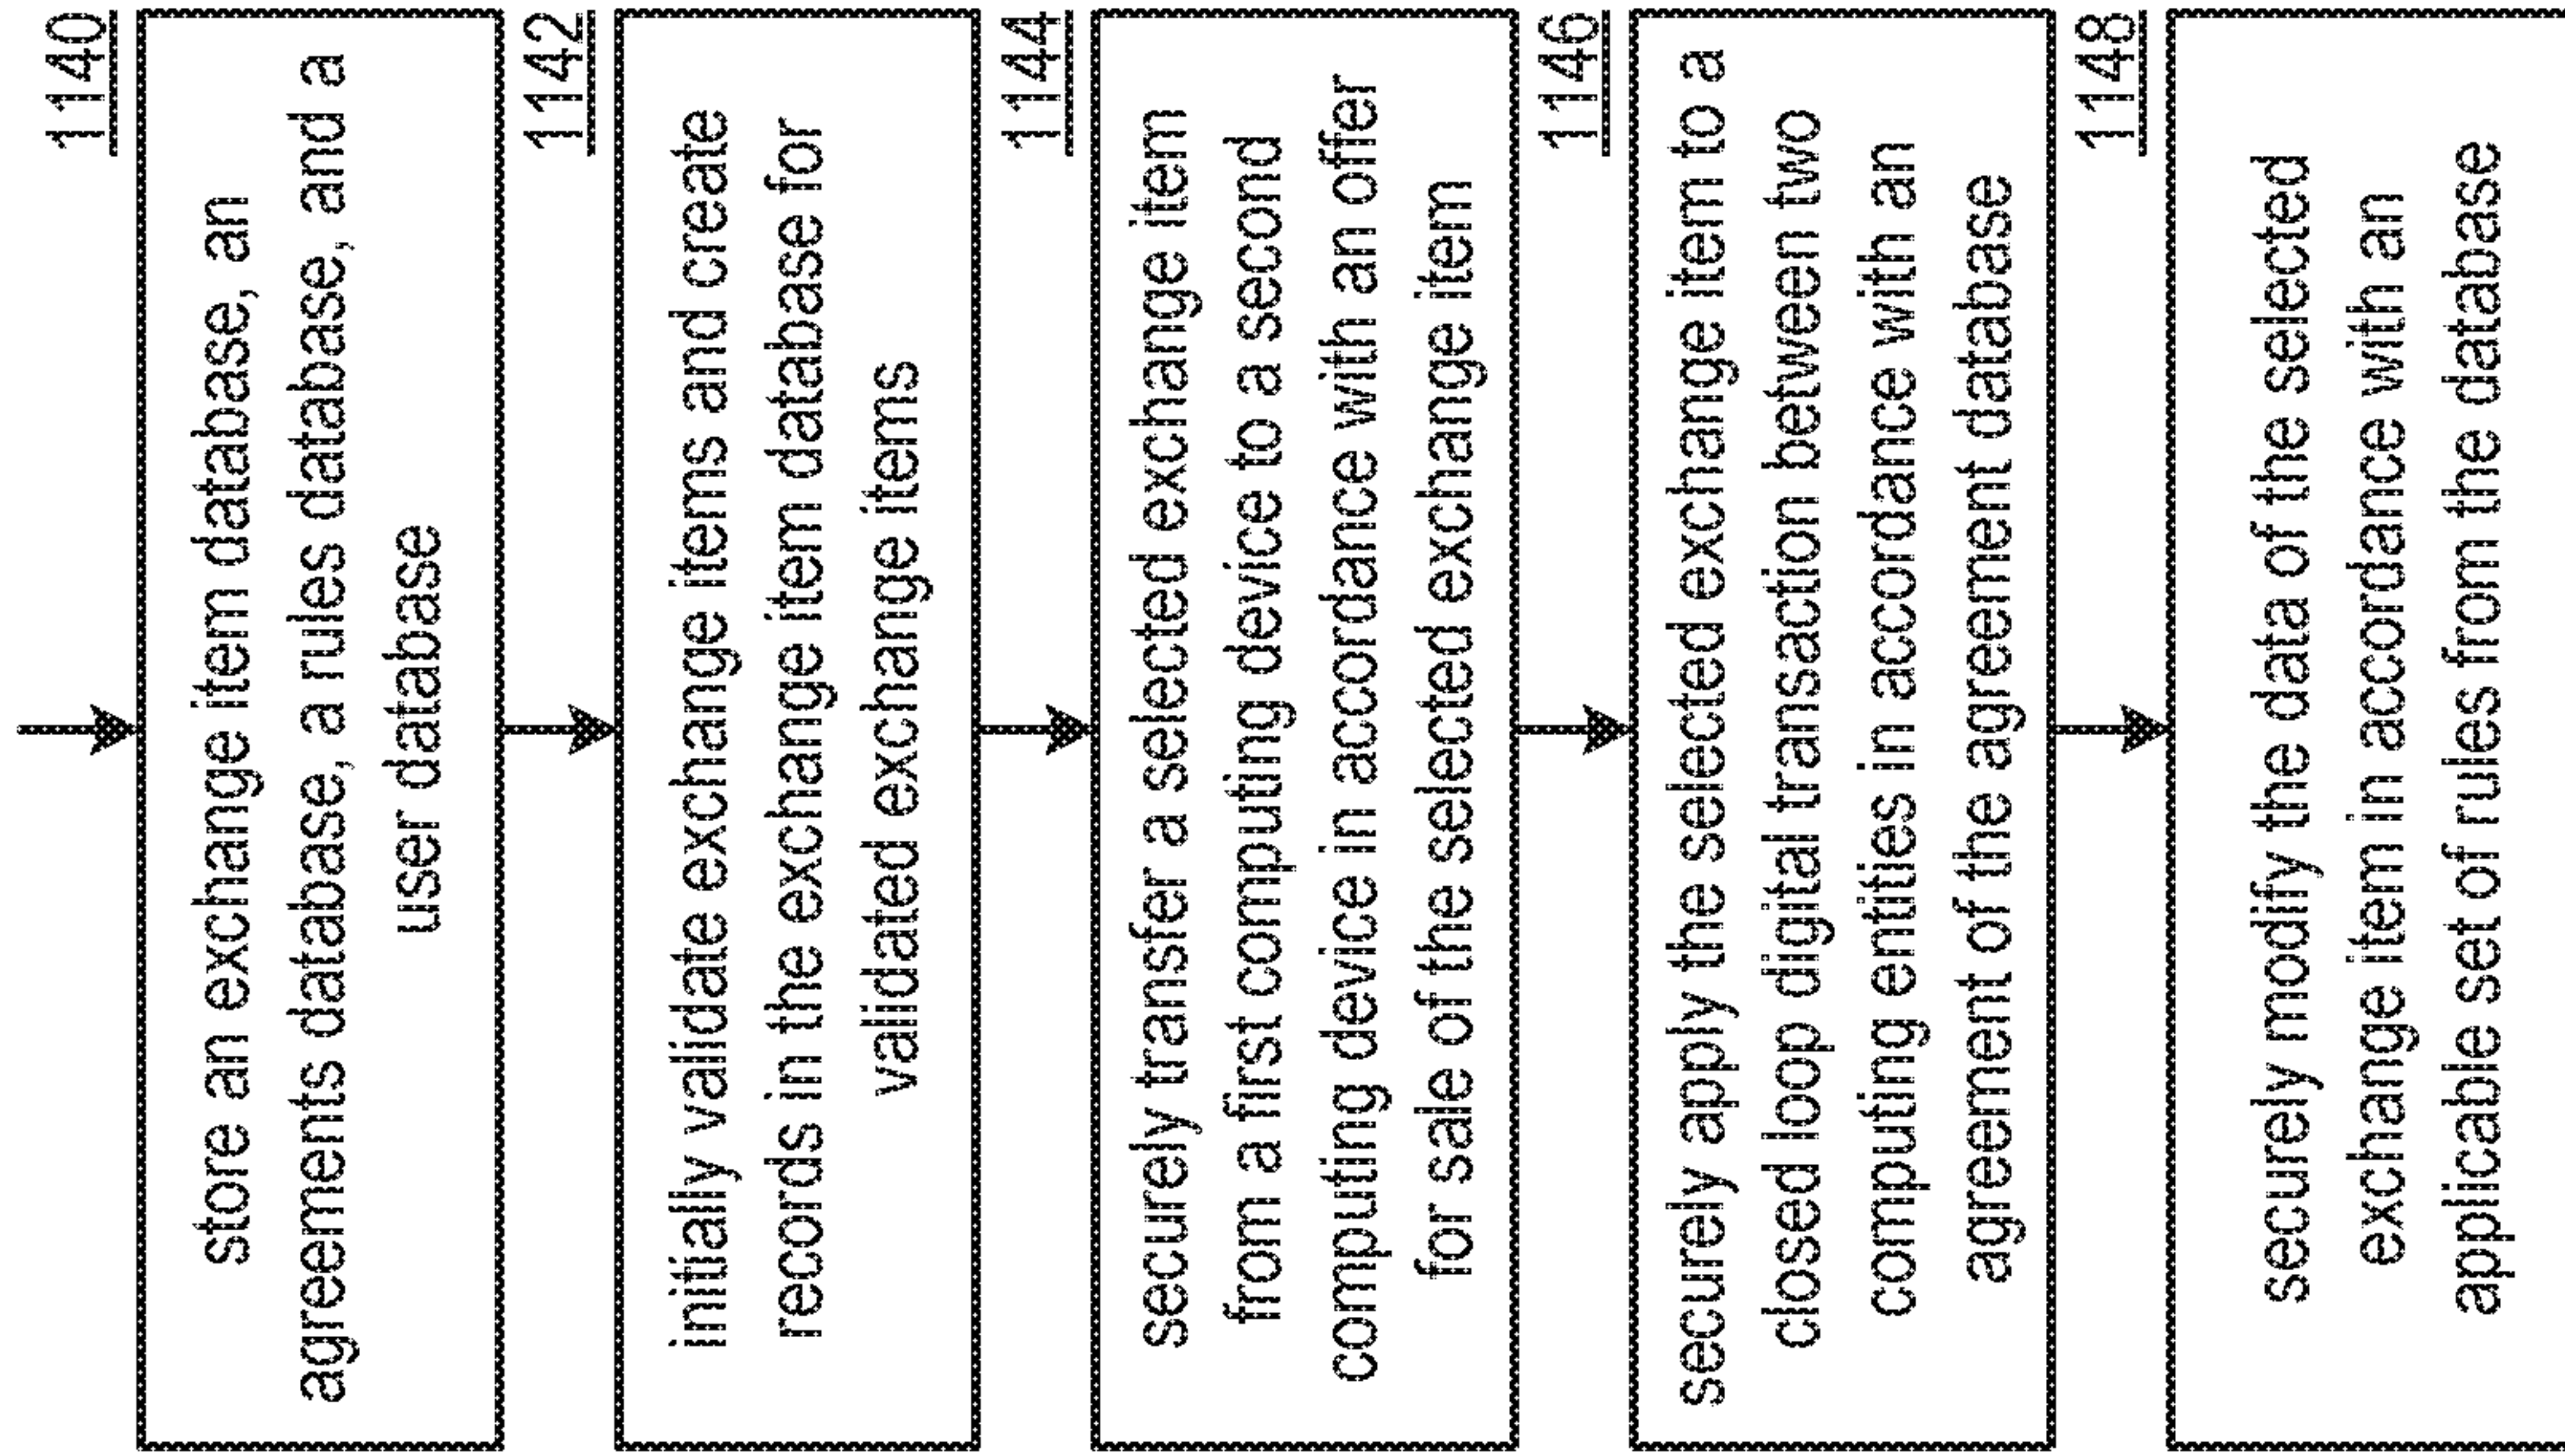 1140
store an exchange item database, an
agreements database, a rules database, and a
user database
1142
initially validate exchange items and create
records in the exchange item database for
validated exchange items
1144
securely transfer a selected exchange item
from a first computing device to a second
computing device in accordance with an offer
for sale of the selected exchange item
1146
securely apply the selected exchange item to a
closed loop digital transaction between two
computing entities in accordance with an
agreement of the agreement database
1148
securely modify the data of the selected
exchange item in accordance with an
applicable set of rules from the database